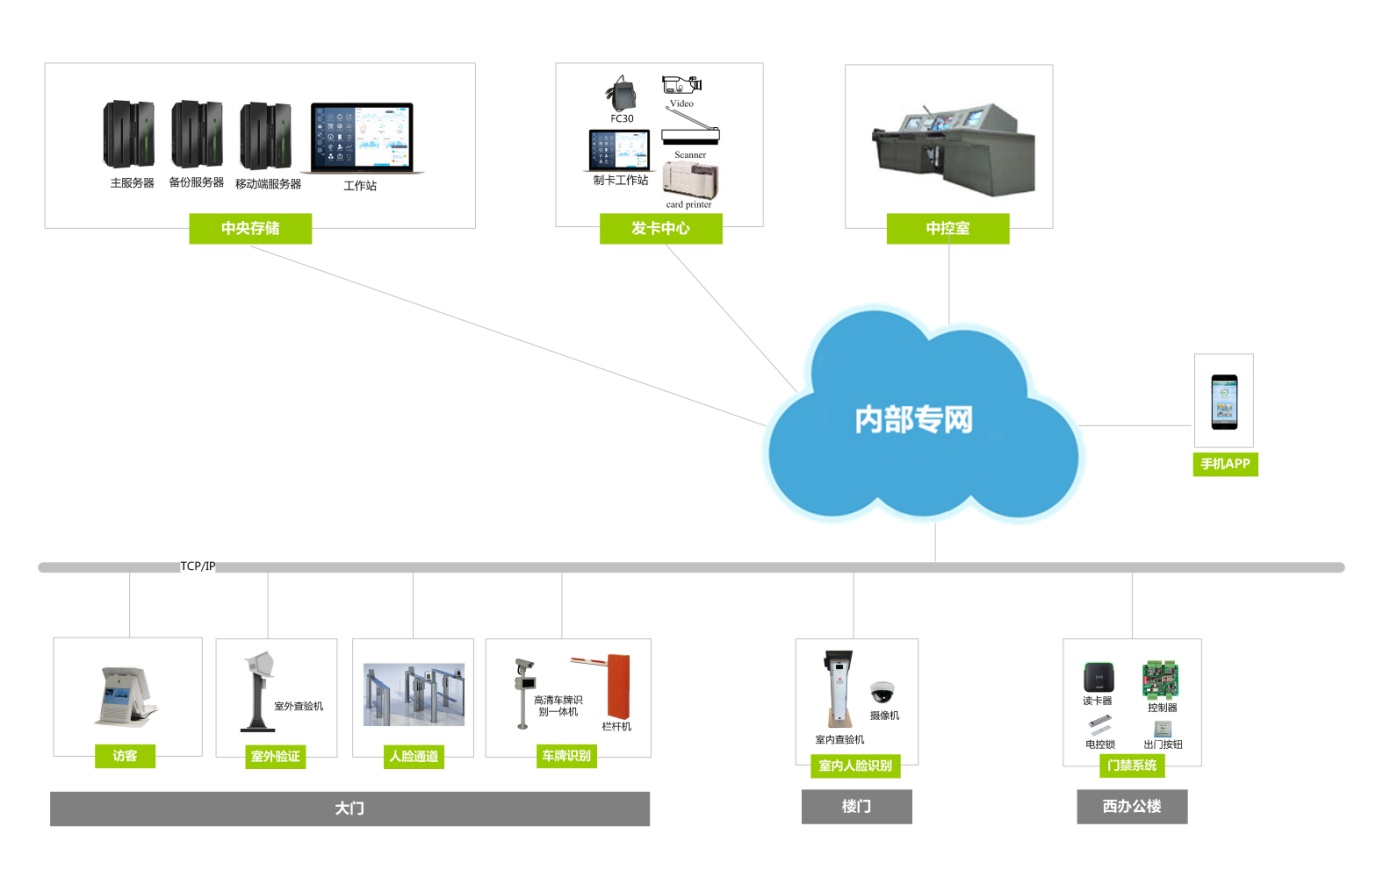 Video
FC30
Scanner
主服务器
备份服务器
移动端服务器
工作站
制卡工作站
card printer
中央存储
发卡中心
中控室
内部专网
手机APP
TCP/IP
室外查验机
高清车牌识
别一体机
栏杆机
室内查验机
摄像机
读卡器
控制器
电控锁
出门按钮
访客
室外验证
人脸通道
车牌识别
室内人脸识别
门禁系统
大门
楼门
西办公楼